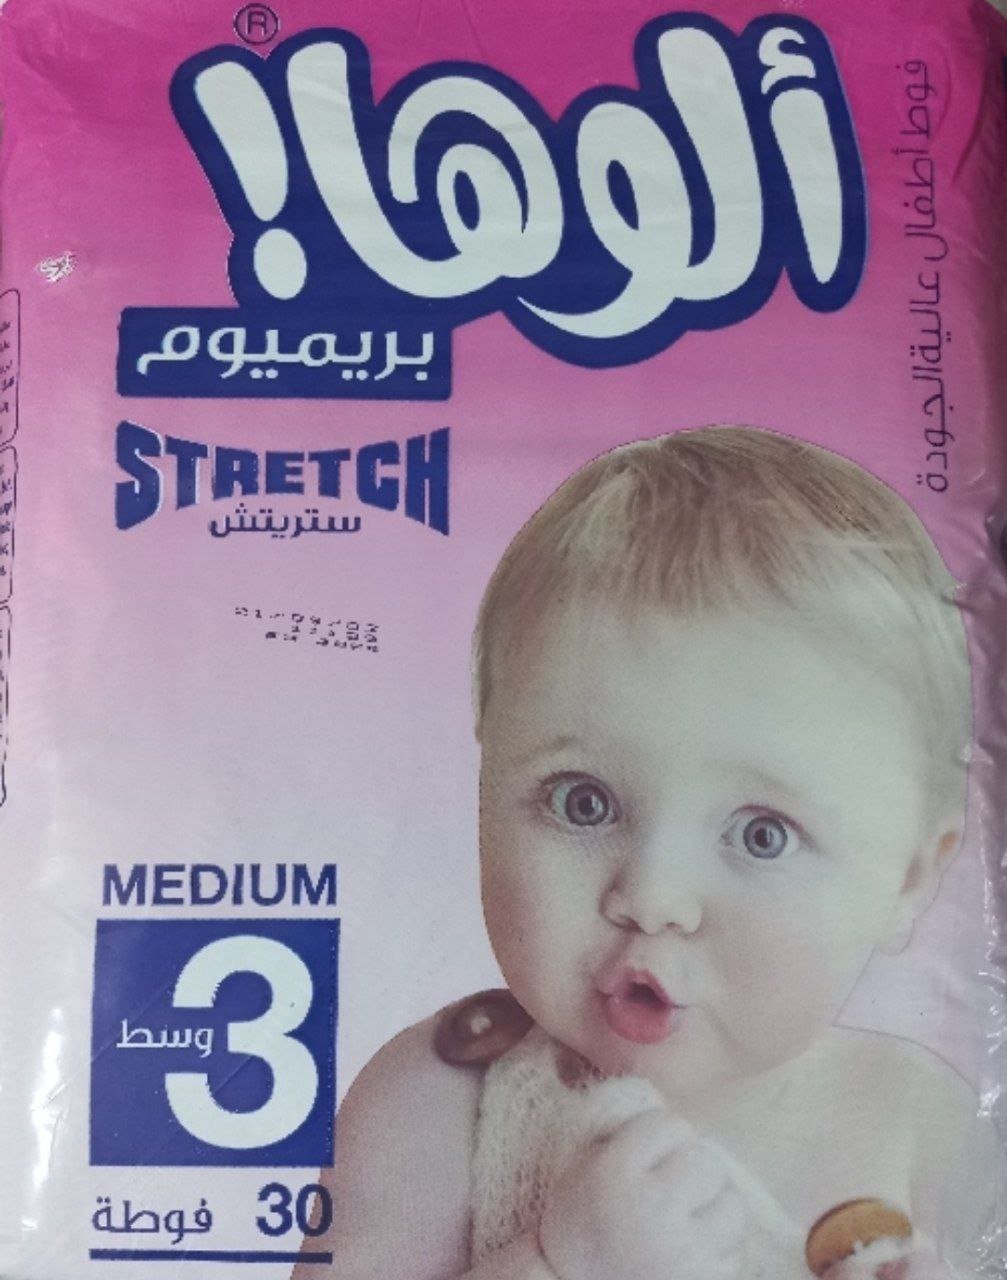 ألوها!
®
بريميوم
STRETCH
ستريتش
فوط أطفال عالية الجودة
MEDIUM
3
وسط
30 فوطة